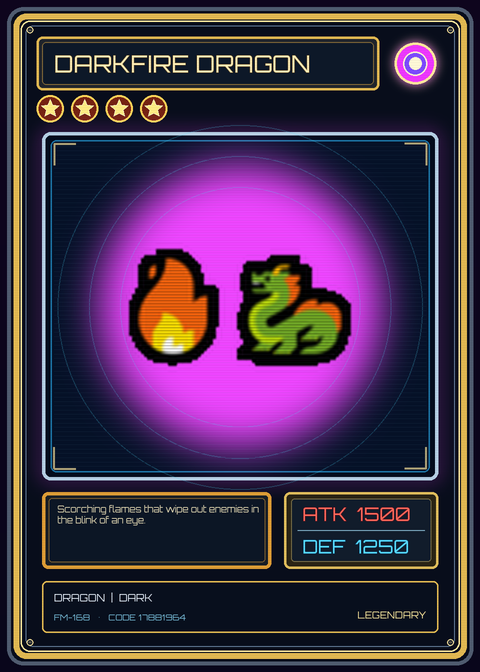 DARKFIRE DRAGON
Scorching flames that wipe out enemies in
the blink of an eye.
ATK 1500
DEF 1250
DRAGON | DARK
FM-168 · CODE 17881964
LEGENDARY